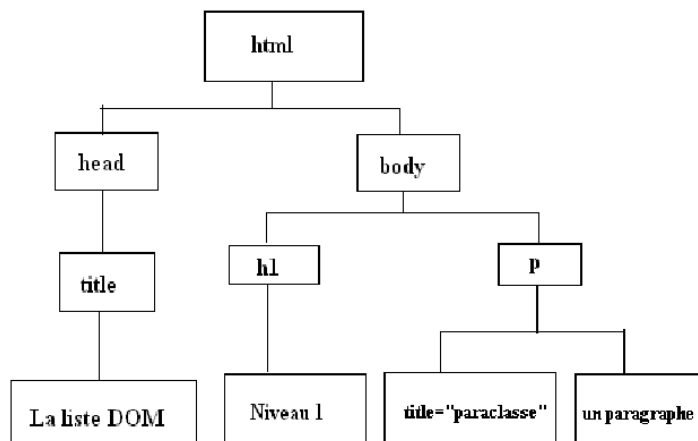 html
head
body
title
h1
p
La liste DOM
Niveau 1
title="paraclasse"
un paragraphe